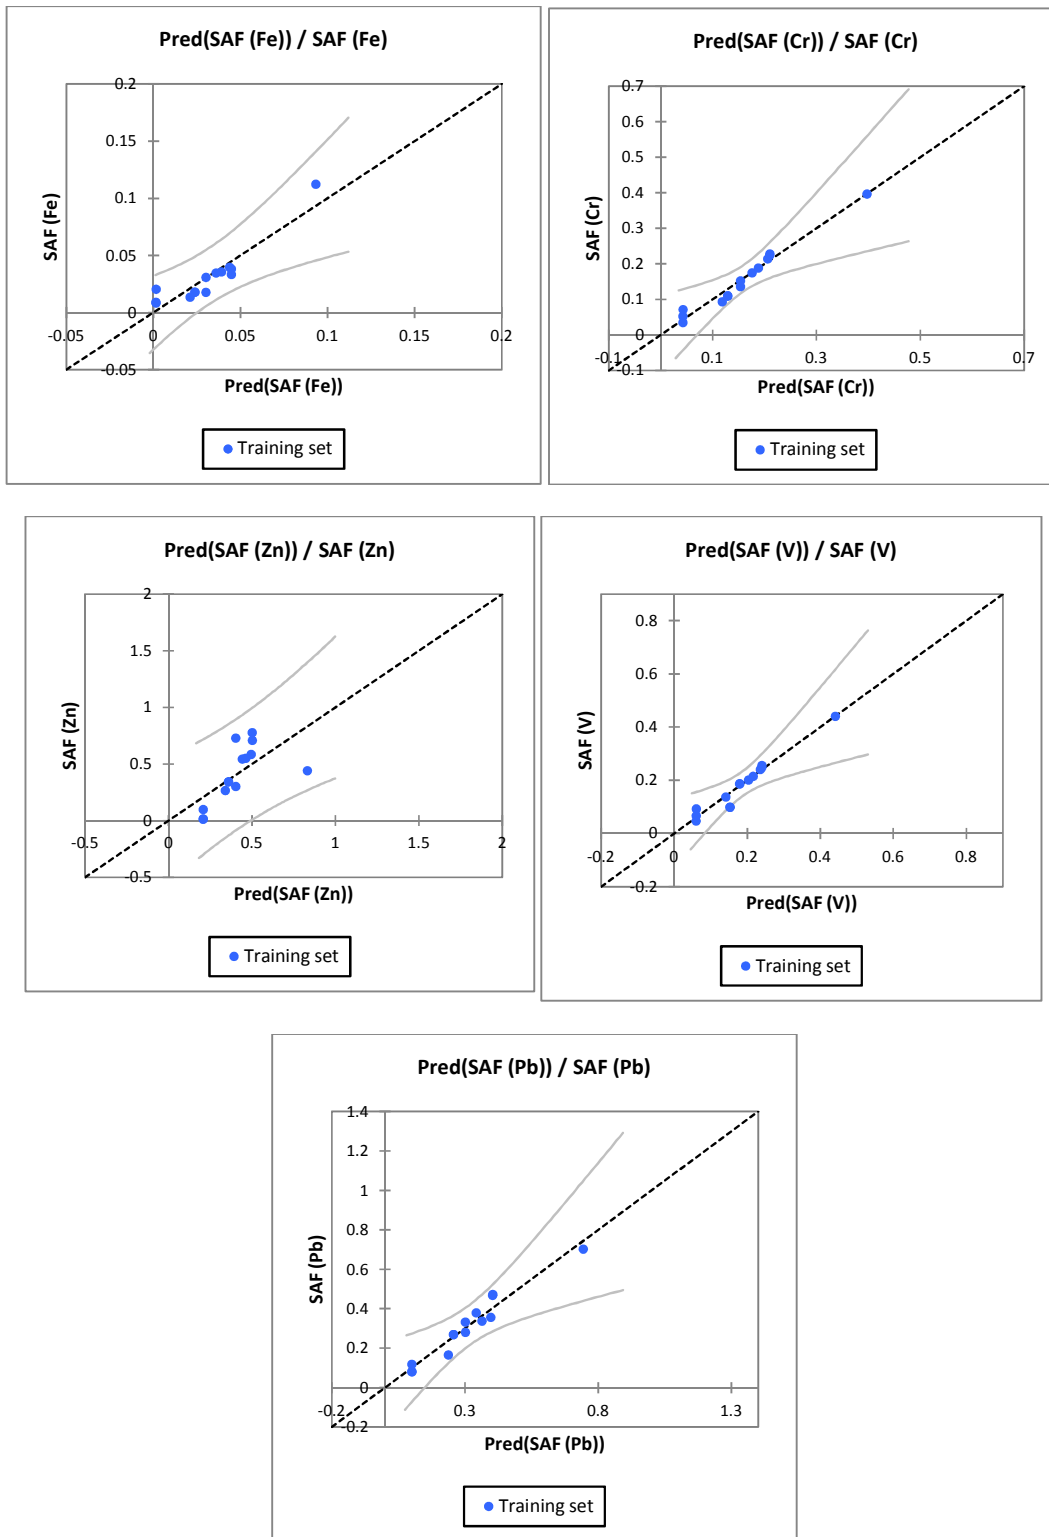 Pred(SAF (Fe)) / SAF (Fe)
0.2
0.15
0.1
0.05
0
-0.05
-0.05 0 0.05 0.1 0.15 0.2
SAF (Fe)
Pred(SAF (Fe))
Training set
Pred(SAF (Cr)) / SAF (Cr)
0.7
0.6
0.5
0.4
0.3
0.2
0.1
0
-0.1
-0.1 0.1 0.3 0.5 0.7
SAF (Cr)
Pred(SAF (Cr))
Training set
Pred(SAF (Zn)) / SAF (Zn)
2
1.5
1
0.5
0
-0.5
-0.5 0 0.5 1 1.5 2
SAF (Zn)
Pred(SAF (Zn))
Training set
Pred(SAF (V)) / SAF (V)
0.8
0.6
0.4
0.2
0
-0.2
-0.2 0 0.2 0.4 0.6 0.8
SAF (V)
Pred(SAF (V))
Training set
Pred(SAF (Pb)) / SAF (Pb)
1.4
1.2
1
0.8
0.6
0.4
0.2
0
-0.2
-0.2 0.3 0.8 1.3
SAF (Pb)
Pred(SAF (Pb))
Training set